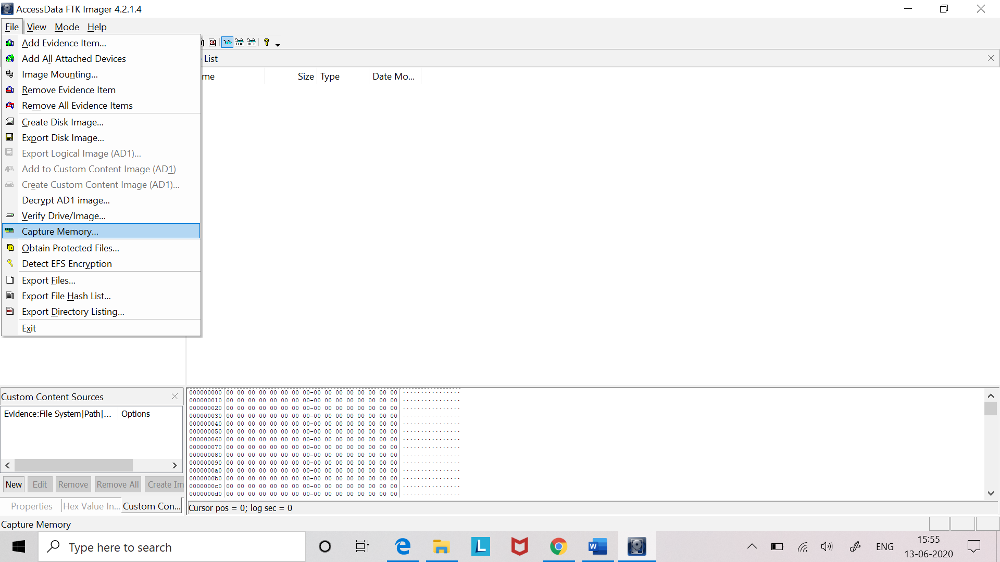 AccessData FTK Imager 4.2.1.4
File View Mode Help
Add Evidence Item...
Add All Attached Devices
Image Mounting...
Remove Evidence Item
Remove All Evidence Items
Create Disk Image...
Export Disk Image...
Export Logical Image (AD1)...
Add to Custom Content Image (AD1)
Create Custom Content Image (AD1)...
Decrypt AD1 image...
Verify Drive/Image...
Capture Memory...
Obtain Protected Files...
Detect EFS Encryption
Export Files...
Export File Hash List...
Export Directory Listing...
Exit
TEXT HEX
List
me Size Type Date Mo...
Custom Content Sources
Evidence:File System|Path|... Options
New Edit Remove Remove All Create Im
Properties Hex Value In... Custom Con...
000000000 00 00 00 00 00 00 00 00-00 00 00 00 00 00 00 00 ················
000000010 00 00 00 00 00 00 00 00-00 00 00 00 00 00 00 00 ················
000000020 00 00 00 00 00 00 00 00-00 00 00 00 00 00 00 00 ················
000000030 00 00 00 00 00 00 00 00-00 00 00 00 00 00 00 00 ················
000000040 00 00 00 00 00 00 00 00-00 00 00 00 00 00 00 00 ················
000000050 00 00 00 00 00 00 00 00-00 00 00 00 00 00 00 00 ················
000000060 00 00 00 00 00 00 00 00-00 00 00 00 00 00 00 00 ················
000000070 00 00 00 00 00 00 00 00-00 00 00 00 00 00 00 00 ················
000000080 00 00 00 00 00 00 00 00-00 00 00 00 00 00 00 00 ················
000000090 00 00 00 00 00 00 00 00-00 00 00 00 00 00 00 00 ················
0000000a0 00 00 00 00 00 00 00 00-00 00 00 00 00 00 00 00 ················
0000000b0 00 00 00 00 00 00 00 00-00 00 00 00 00 00 00 00 ················
0000000c0 00 00 00 00 00 00 00 00-00 00 00 00 00 00 00 00 ················
0000000d0 00 00 00 00 00 00 00 00-00 00 00 00 00 00 00 00 ················
Cursor pos = 0; log sec = 0
Capture Memory
Type here to search
ENG
15:55
13-06-2020